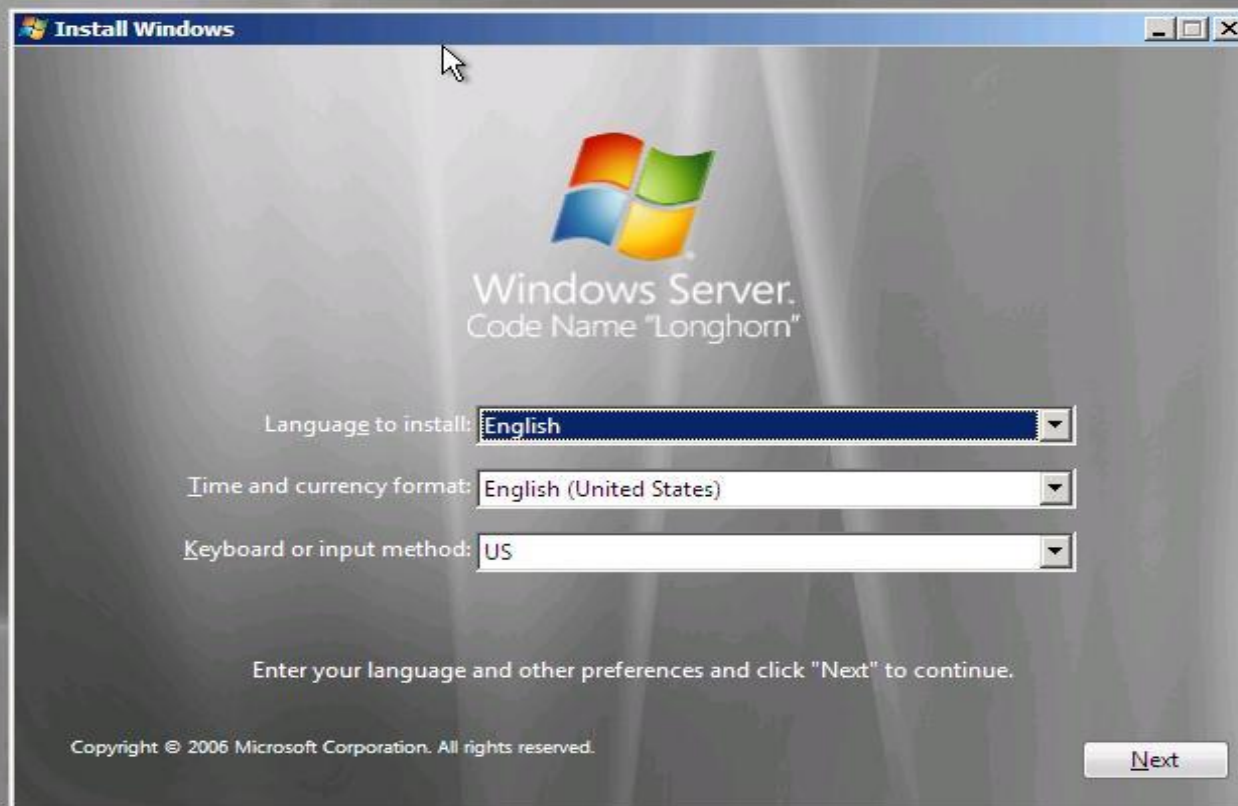 Install Windows
Windows Server.
Code Name "Longhorn"
Language to install: English
Time and currency format: English (United States)
Keyboard or input method: US
Enter your language and other preferences and click "Next" to continue.
Copyright © 2006 Microsoft Corporation. All rights reserved.
Next